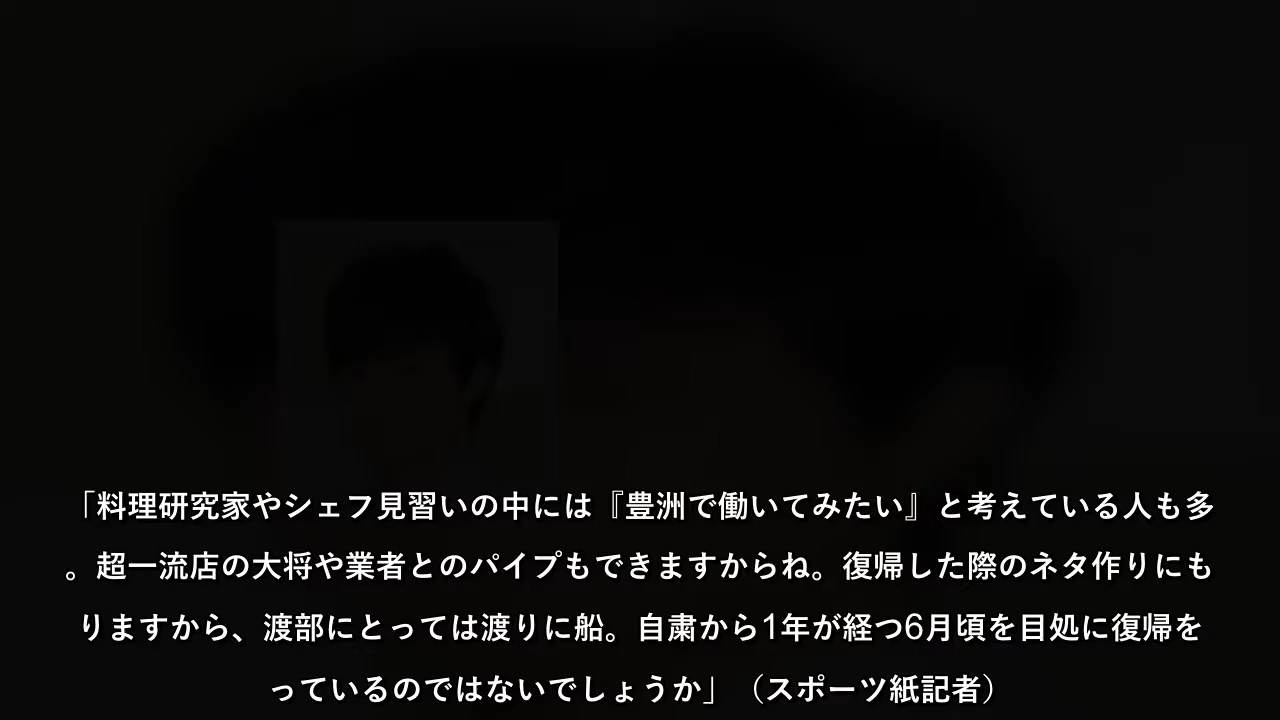 「料理研究家やシェフ見習いの中には『豊洲で働いてみたい』と考えている人も多
。超一流店の大将や業者とのパイプもできますからね。復帰した際のネタ作りにも
りますから、渡部にとっては渡りに船。自粛から1年が経つ6月頃を目処に復帰を
っているのではないでしょうか」（スポーツ紙記者）